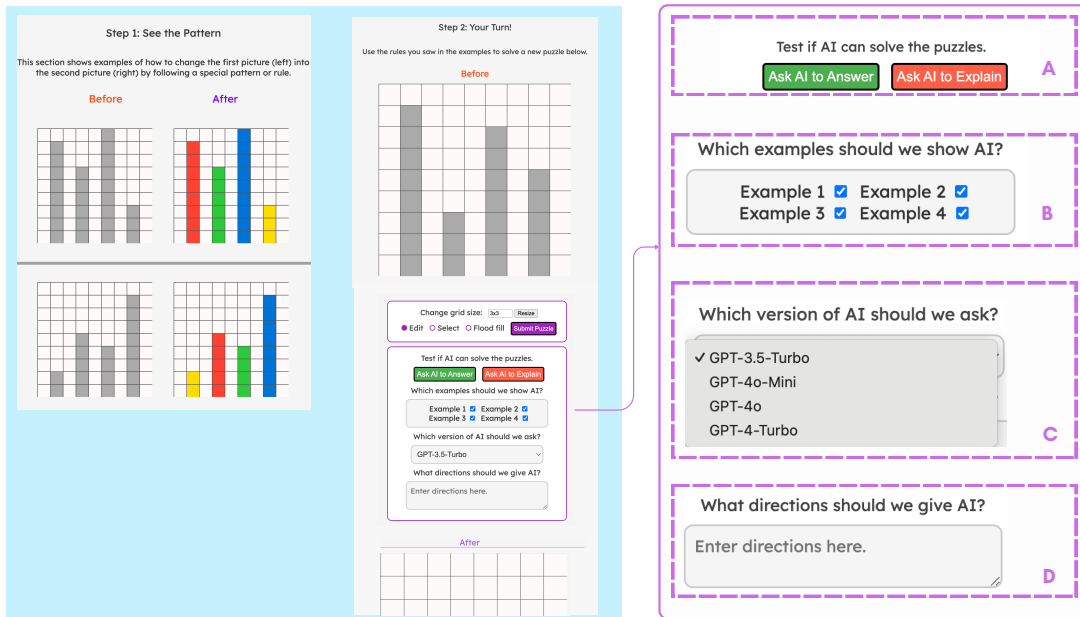 Step 1: See the Pattern
This section shows examples of how to change the first picture (left) into
the second picture (right) by following a special pattern or rule.
Before
After
Step 2: Your Turn!
Use the rules you saw in the examples to solve a new puzzle below.
Before
Change grid size: 3x3 Resize
Edit Select Flood fill Submit Puzzle
Test if AI can solve the puzzles.
Ask AI to Answer Ask AI to Explain
Which examples should we show AI?
Example 1 Example 2
Example 3 Example 4
Which version of AI should we ask?
GPT-3.5-Turbo
What directions should we give AI?
Enter directions here.
After
Test if AI can solve the puzzles.
Ask AI to Answer Ask AI to Explain
A
Which examples should we show AI?
Example 1 Example 2
Example 3 Example 4
B
Which version of AI should we ask?
✓ GPT-3.5-Turbo
GPT-4o-Mini
GPT-4o
GPT-4-Turbo
C
What directions should we give AI?
Enter directions here.
D